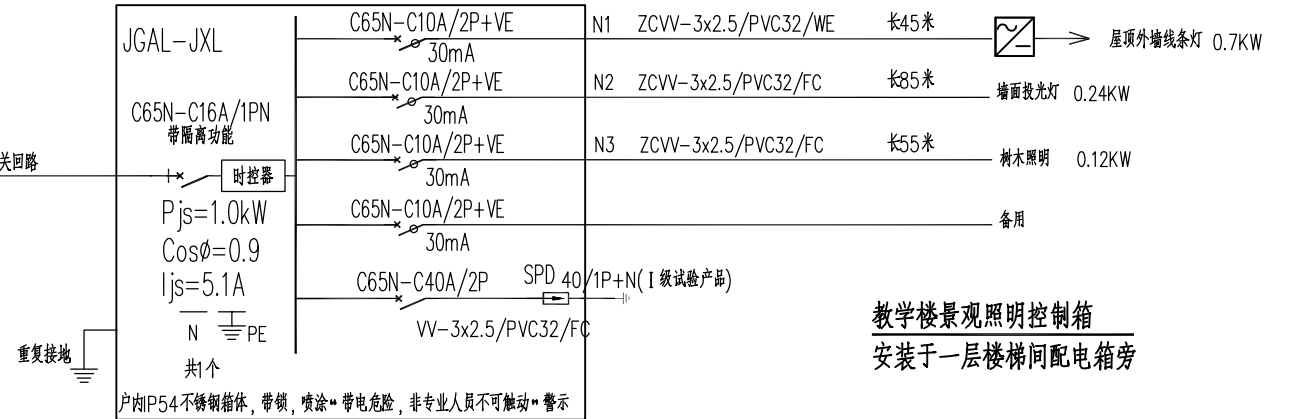 JGAL-JXL
C65N-C16A/1PN
带隔离功能
关回路
时控器
Pjs=1.0kW
CosØ=0.9
Ijs=5.1A
N
PE
共1个
重复接地
户内IP54不锈钢箱体，带锁，喷涂"带电危险，非专业人员不可触动"警示
C65N-C10A/2P+VE
30mA
N1 ZCVV-3x2.5/PVC32/WE 长45米
屋顶外墙线条灯 0.7KW
C65N-C10A/2P+VE
30mA
N2 ZCVV-3x2.5/PVC32/FC 长85米
墙面投光灯 0.24KW
C65N-C10A/2P+VE
30mA
N3 ZCVV-3x2.5/PVC32/FC 长55米
树木照明 0.12KW
C65N-C10A/2P+VE
30mA
备用
C65N-C40A/2P
SPD 40/1P+N(I级试验产品)
VV-3x2.5/PVC32/FC
教学楼景观照明控制箱
安装于一层楼梯间配电箱旁